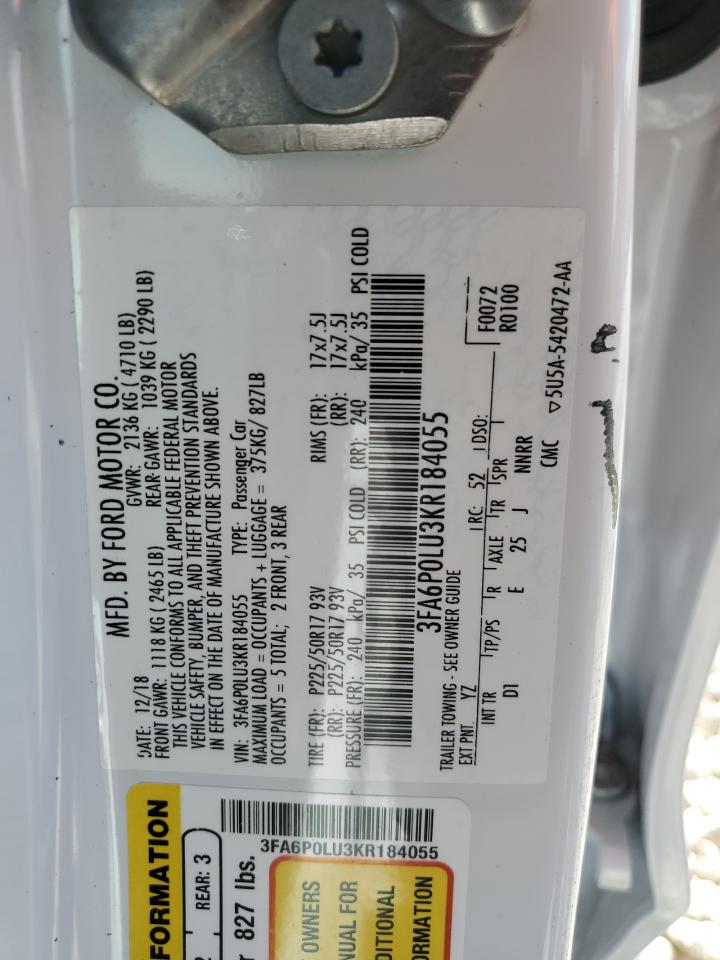 MFD. BY FORD MOTOR CO.
DATE: 12/18 GVWR: 2136 KG ( 4710 LB)
FRONT GAWR: 1118 KG ( 2465 LB) REAR GAWR: 1039 KG ( 2290 LB)
THIS VEHICLE CONFORMS TO ALL APPLICABLE FEDERAL MOTOR
VEHICLE SAFETY, BUMPER, AND THEFT PREVENTION STANDARDS
IN EFFECT ON THE DATE OF MANUFACTURE SHOWN ABOVE.
VIN: 3FA6P0LU3KR184055 TYPE: Passenger Car
MAXIMUM LOAD = OCCUPANTS + LUGGAGE = 375KG/ 827LB
OCCUPANTS = 5 TOTAL; 2 FRONT, 3 REAR
TIRE (FR): P225/50R17 93V RIMS (FR): 17x7.5J
(RR): P225/50R17 93V (RR): 17x7.5J
PRESSURE (FR): 240 kPa/ 35 PSI COLD (RR): 240 kPa/ 35 PSI COLD
3FA6P0LU3KR184055
TRAILER TOWING - SEE OWNER GUIDE
EXT PNT: YZ RC: 52 DSO: F0072
INT TR TP/PS R AXLE TR SPR R0100
D1 E 25 J NNRR
CMC ▽5U5A-5420472-AA
FORMATION
REAR: 3
827 lbs.
3FA6P0LU3KR184055
OWNERS
NUAL FOR
DITIONAL
ORMATION